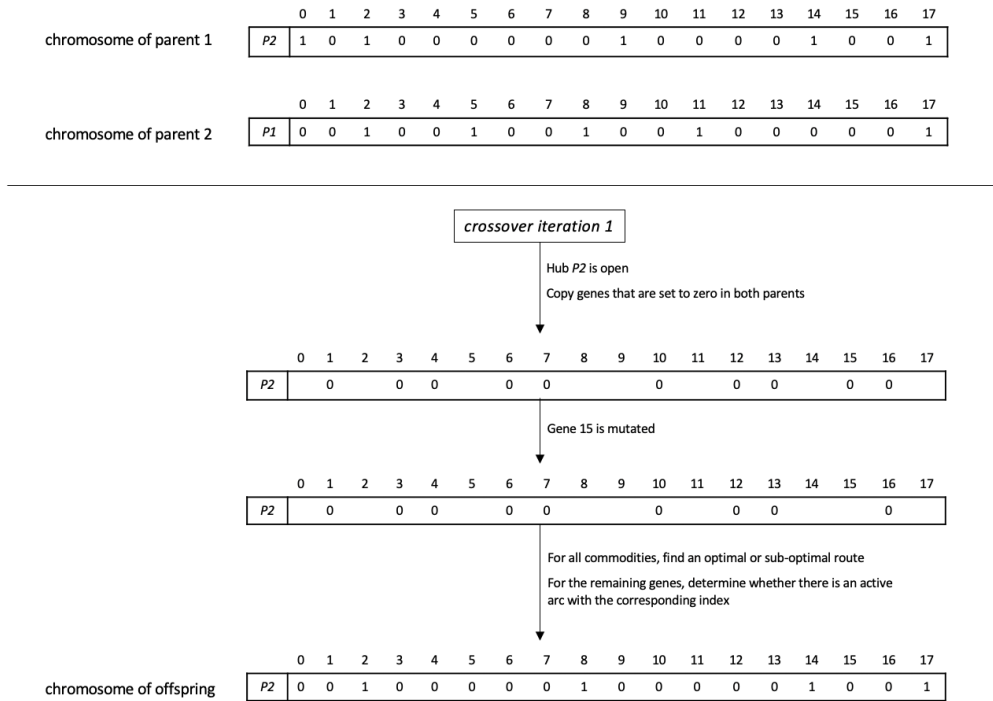 0 1 2 3 4 5 6 7 8 9 10 11 12 13 14 15 16 17
chromosome of parent 1 P2 1 0 1 0 0 0 0 0 0 1 0 0 0 0 1 0 0 1
0 1 2 3 4 5 6 7 8 9 10 11 12 13 14 15 16 17
chromosome of parent 2 P1 0 0 1 0 0 1 0 0 1 0 0 1 0 0 0 0 0 1
crossover iteration 1
Hub P2 is open
Copy genes that are set to zero in both parents
0 1 2 3 4 5 6 7 8 9 10 11 12 13 14 15 16 17
P2 0 0 0 0 0 0 0 0 0 0
Gene 15 is mutated
0 1 2 3 4 5 6 7 8 9 10 11 12 13 14 15 16 17
P2 0 0 0 0 0 0 0 0 0
For all commodities, find an optimal or sub-optimal route
For the remaining genes, determine whether there is an active
arc with the corresponding index
0 1 2 3 4 5 6 7 8 9 10 11 12 13 14 15 16 17
chromosome of offspring P2 0 0 1 0 0 0 0 0 1 0 0 0 0 0 1 0 0 1